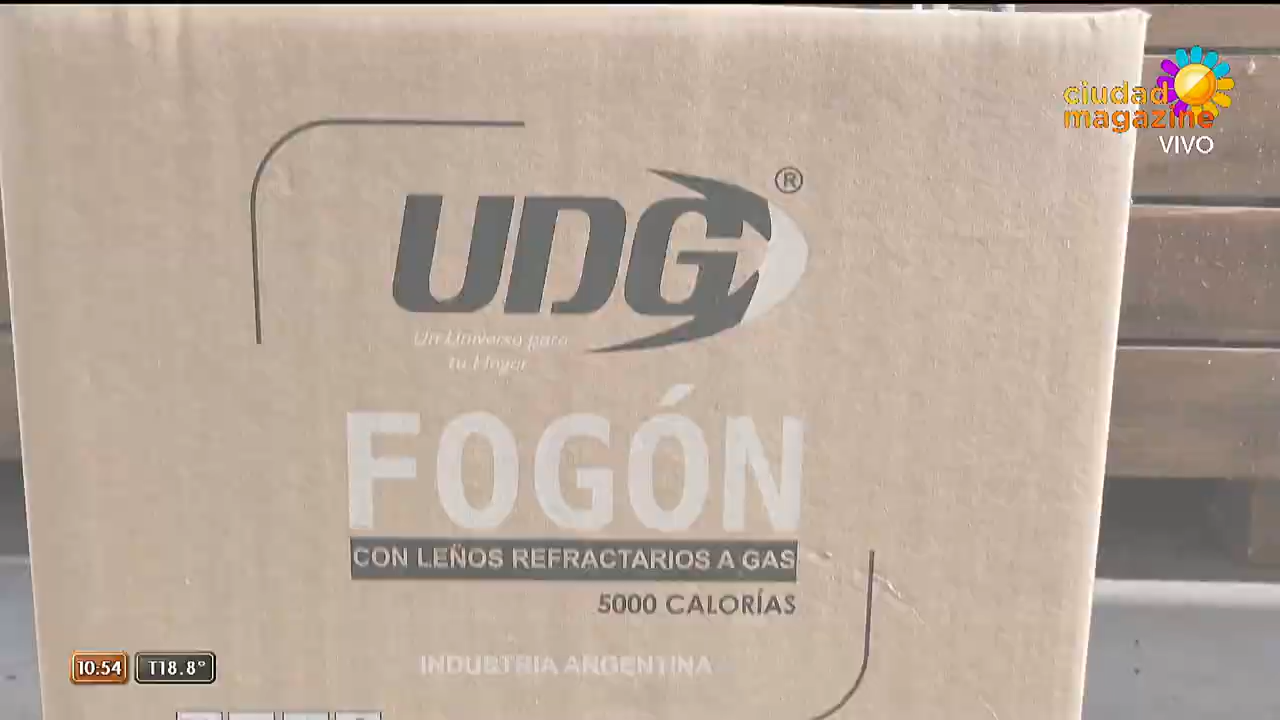 ciudad
magazine
VIVO
UDG®
Un Universo para
tu Hogar
FOGÓN
CON LEÑOS REFRACTARIOS A GAS
5000 CALORÍAS
INDUSTRIA ARGENTINA
10:54 T18.8°